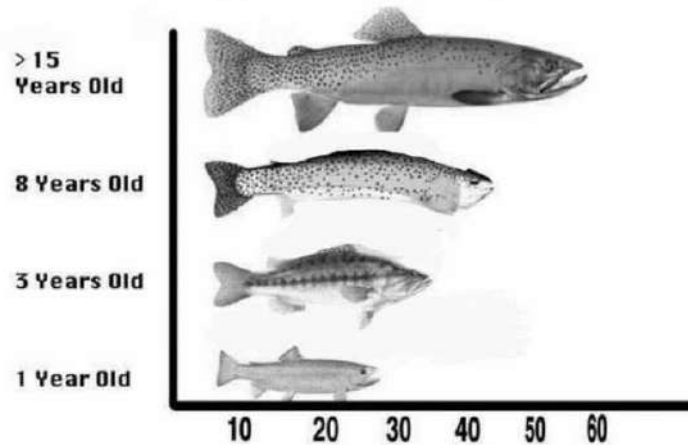 > 15
Years Old
8 Years Old
3 Years Old
1 Year Old
10 20 30 40 50 60